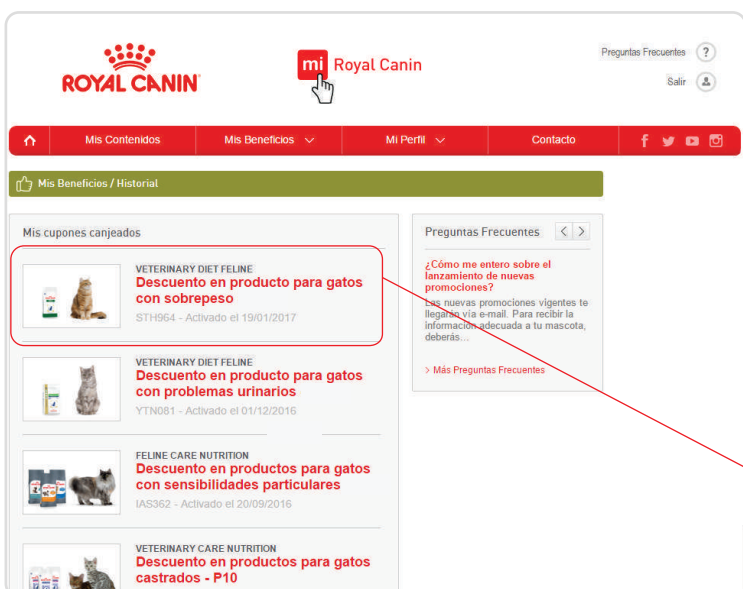 ROYAL CANIN
mi Royal Canin
Preguntas Frecuentes ?
Salir
Mis Contenidos
Mis Beneficios
Mi Perfil
Contacto
Mis Beneficios / Historial
Mis cupones canjeados
VETERINARY DIET FELINE
Descuento en producto para gatos
con sobrepeso
STH964 - Activado el 19/01/2017
VETERINARY DIET FELINE
Descuento en producto para gatos
con problemas urinarios
YTN081 - Activado el 01/12/2016
FELINE CARE NUTRITION
Descuento en productos para gatos
con sensibilidades particulares
IAS362 - Activado el 20/09/2016
VETERINARY CARE NUTRITION
Descuento en productos para gatos
castrados - P10
Preguntas Frecuentes
¿Cómo me entero sobre el
lanzamiento de nuevas
promociones?
Las nuevas promociones vigentes te
llegarán vía e-mail. Para recibir la
información adecuada a tu mascota,
deberás...
> Más Preguntas Frecuentes